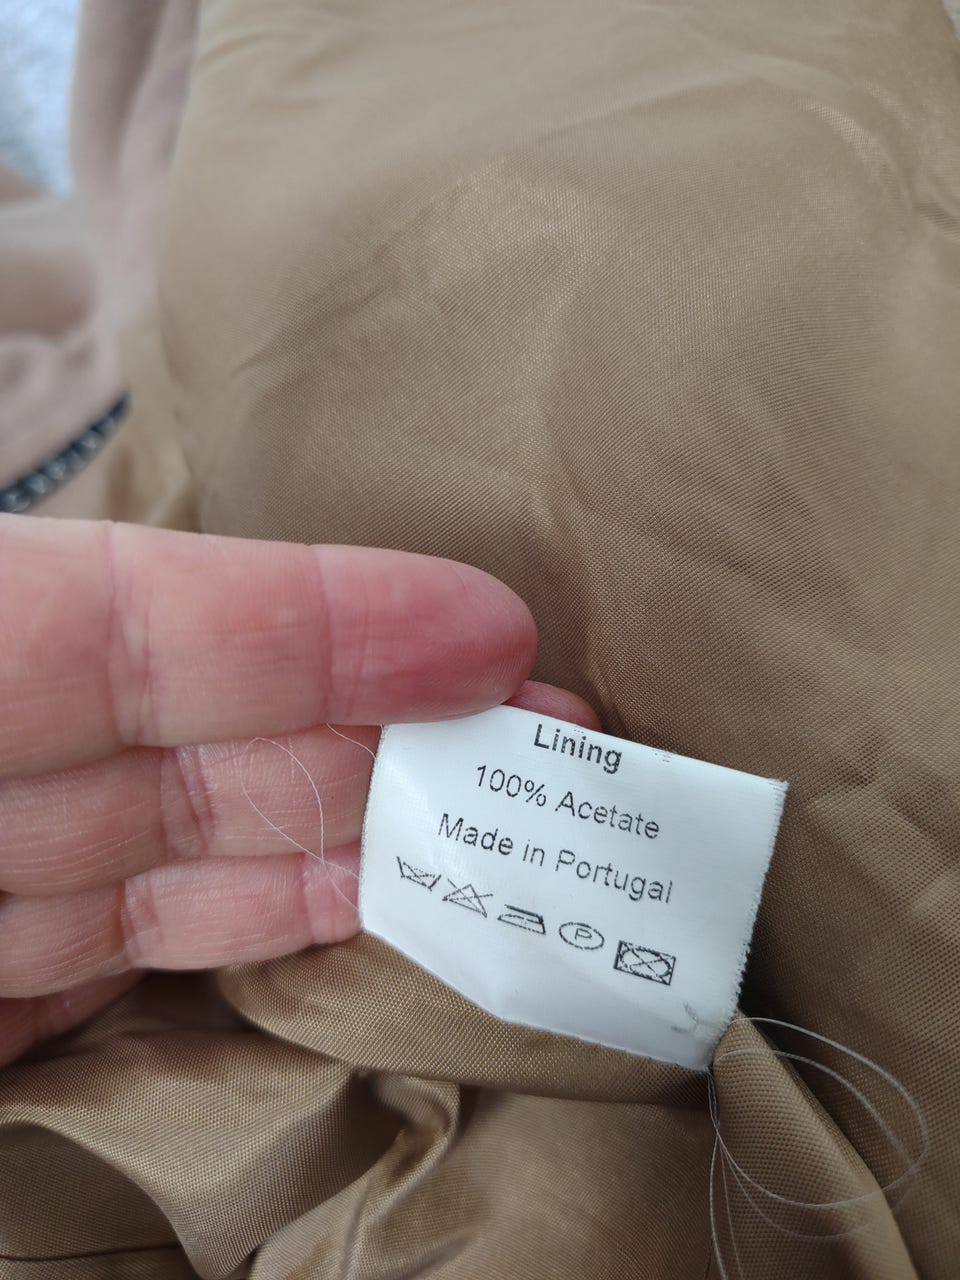 Lining
100% Acetate
Made in Portugal
P